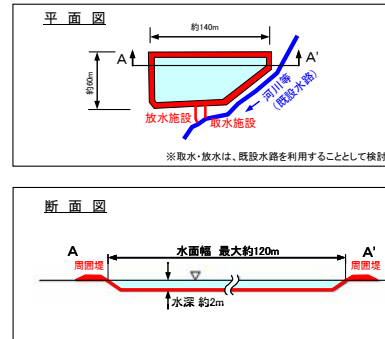 平面図
約140m
A
A'
約60m
河川等
(既設水路)
放水施設
取水施設
※取水・放水は、既設水路を利用することとして検討
断面図
A
水面幅 最大約120m
A'
周囲堤
周囲堤
水深 約2m